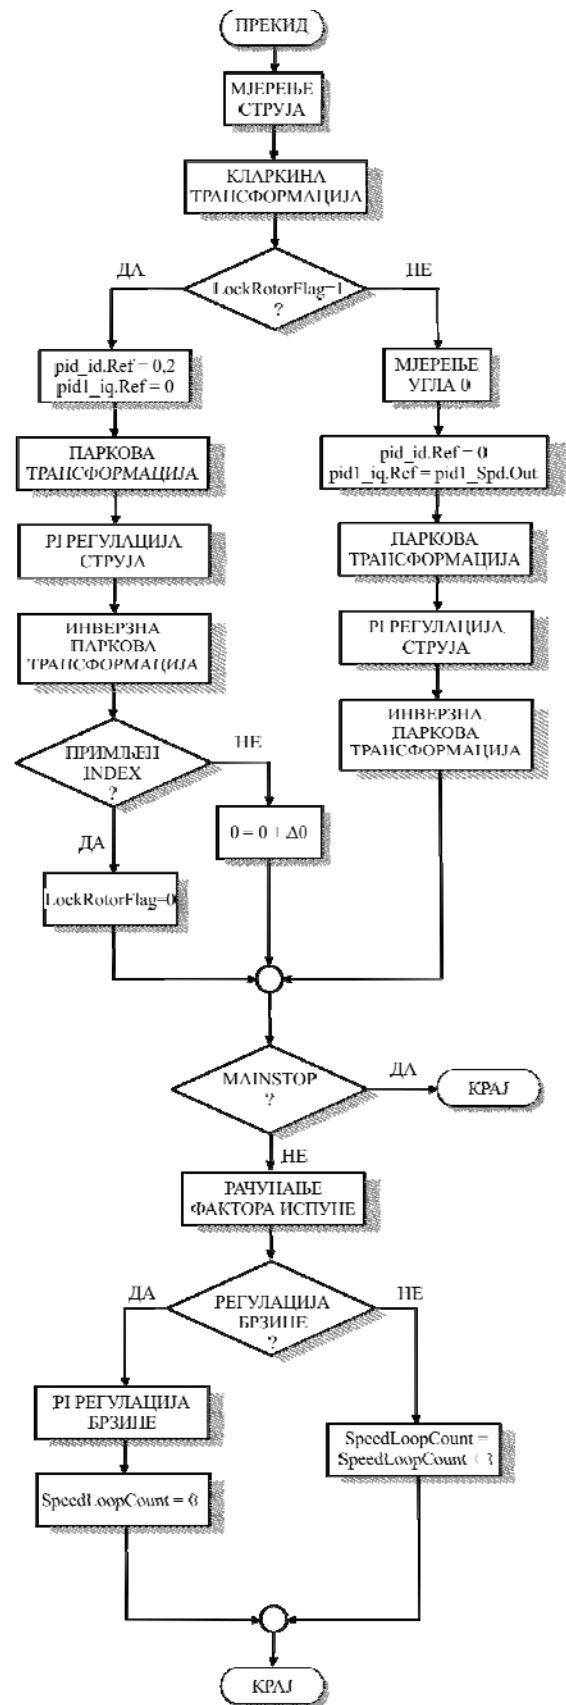 ПРЕКИД
МЈЕРЕЊЕ
СТРУЈА
КЛАРКИНА
ТРАНСФОРМАЦИЈА
ДА
LockRotorFlag=1
?
НЕ
pid_id.Ref = 0,2
pid1_iq.Ref = 0
ПАРКОВА
ТРАНСФОРМАЦИЈА
PI РЕГУЛАЦИЈА
СТРУЈА
ИНВЕРЗНА
ПАРКОВА
ТРАНСФОРМАЦИЈА
ПРИМЉЕН
INDEX
?
НЕ
ДА
θ = θ + Δθ
LockRotorFlag=0
МЈЕРЕЊЕ
УГЛА θ
pid_id.Ref = 0
pid1_iq.Ref = pid1_Spd.Out
ПАРКОВА
ТРАНСФОРМАЦИЈА
PI РЕГУЛАЦИЈА
СТРУЈА
ИНВЕРЗНА
ПАРКОВА
ТРАНСФОРМАЦИЈА
MAINSTOP
?
ДА
КРАЈ
НЕ
РАЧУНАЊЕ
ФАКТОРА ИСПУНЕ
ДА
РЕГУЛАЦИЈА
БРЗИНЕ
?
НЕ
PI РЕГУЛАЦИЈА
БРЗИНЕ
SpeedLoopCount =
SpeedLoopCount =
SpeedLoopCount
КРАЈ